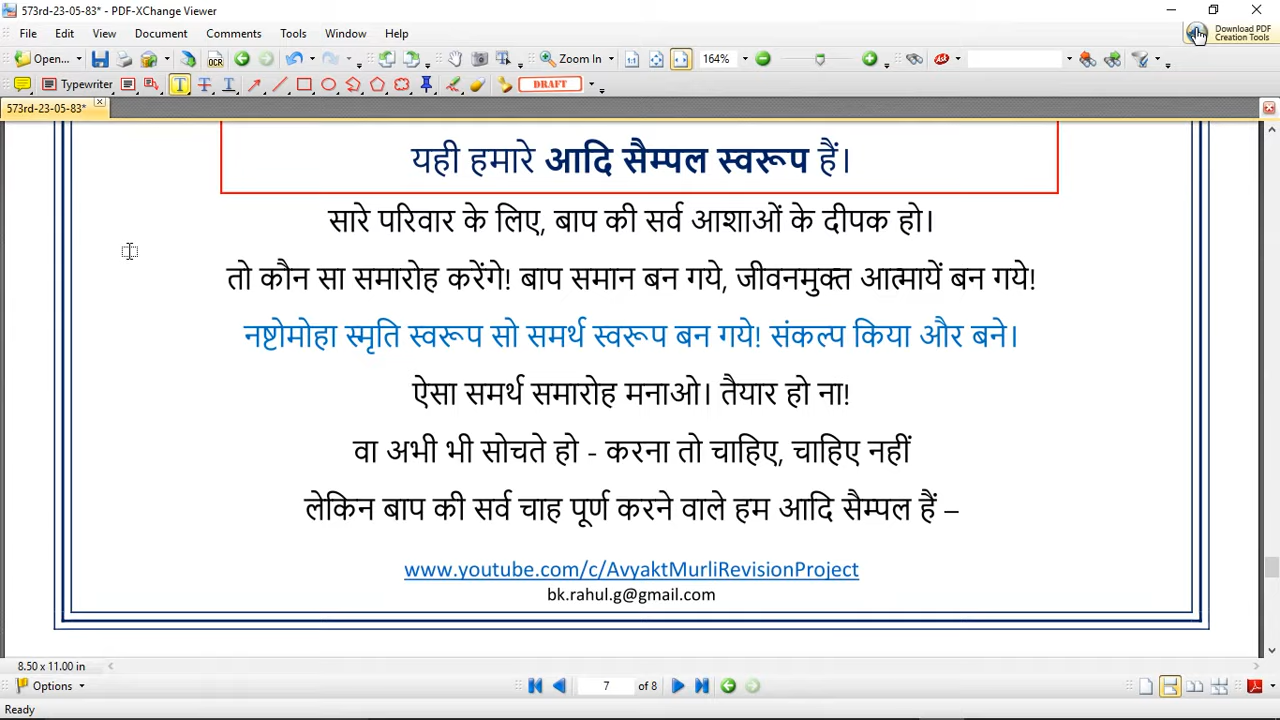 573rd-23-05-83* - PDF-XChange Viewer
File Edit View Document Comments Tools Window Help
Download PDF Creation Tools
Open... OCR Zoom In 164%
Typewriter DRAFT
573rd-23-05-83*
यही हमारे आदि सैम्पल स्वरूप हैं।
सारे परिवार के लिए, बाप की सर्व आशाओं के दीपक हो।
तो कौन सा समारोह करेंगे! बाप समान बन गये, जीवनमुक्त आत्मायें बन गये!
नष्टोमोहा स्मृति स्वरूप सो समर्थ स्वरूप बन गये! संकल्प किया और बने।
ऐसा समर्थ समारोह मनाओ। तैयार हो ना!
वा अभी भी सोचते हो - करना तो चाहिए, चाहिए नहीं
लेकिन बाप की सर्व चाह पूर्ण करने वाले हम आदि सैम्पल हैं –
www.youtube.com/c/AvyaktMurliRevisionProject
bk.rahul.g@gmail.com
8.50 x 11.00 in
Options 7 of 8
Ready